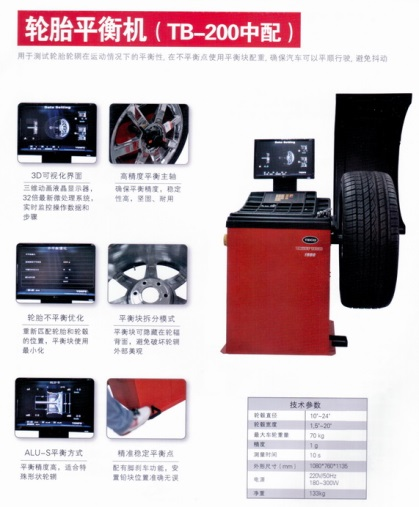 轮胎平衡机（TB-200中配）
用于测试轮胎轮辋在运动情况下的平衡性，在不平衡点使用平衡块配重，确保汽车可以平顺行驶，避免抖动
3D可视化界面
三维动画液晶显示器，
32倍最新微处理系统，
实时监控操作数据和
步骤
高精度平衡主轴
确保平衡精度，稳定
性高，坚固，耐用
轮胎不平衡优化
重新匹配轮胎和轮毂
的位置，平衡块使用
最小化
平衡块拆分模式
平衡块可隐藏在轮辐
背面，避免破坏轮辋
外部美观
ALU-S
ALU-S平衡方式
平衡精度高，适合特
殊形状轮辋
精准稳定平衡点
配有脚刹车功能，安
置铅块位置准确无误
技术参数
轮毂直径 10"~24"
轮毂宽度 1.5"~20"
最大车轮重量 70 kg
精度 1 g
测量时间 10 s
外形尺寸（mm） 1080*760*1126
电源 220V/50Hz
180~300W
净重 120kg